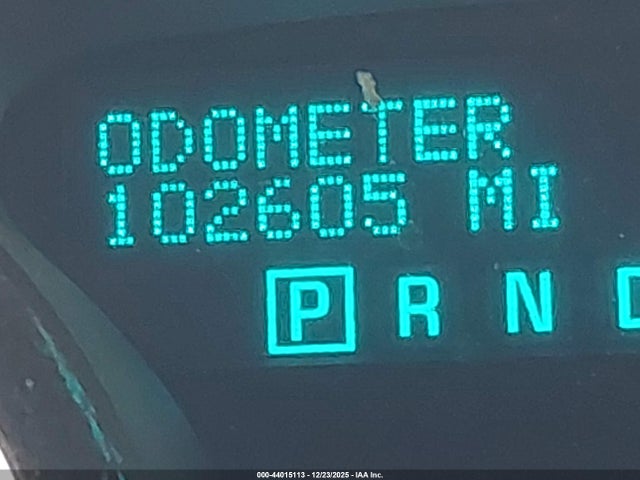 ODOMETER
102605 MI
P R N D
000-44015113 - 12/23/2025 - IAA Inc.